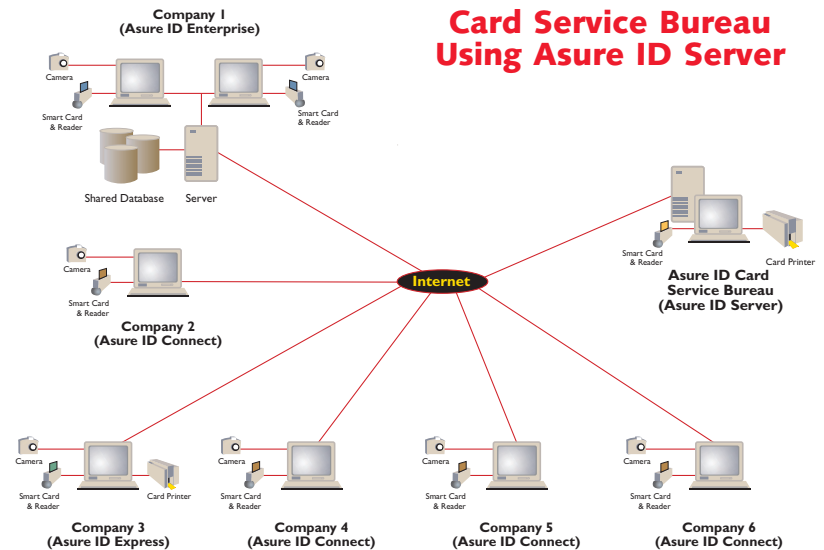 Card Service Bureau
Using Asure ID Server
Company 1
(Asure ID Enterprise)
Camera
Camera
Smart Card
& Reader
Smart Card
& Reader
Shared Database
Server
Smart Card
& Reader
Card Printer
Asure ID Card
Service Bureau
(Asure ID Server)
Internet
Camera
Smart Card
& Reader
Company 2
(Asure ID Connect)
Camera
Smart Card
& Reader
Card Printer
Company 3
(Asure ID Express)
Camera
Smart Card
& Reader
Company 4
(Asure ID Connect)
Camera
Smart Card
& Reader
Company 5
(Asure ID Connect)
Camera
Smart Card
& Reader
Company 6
(Asure ID Connect)